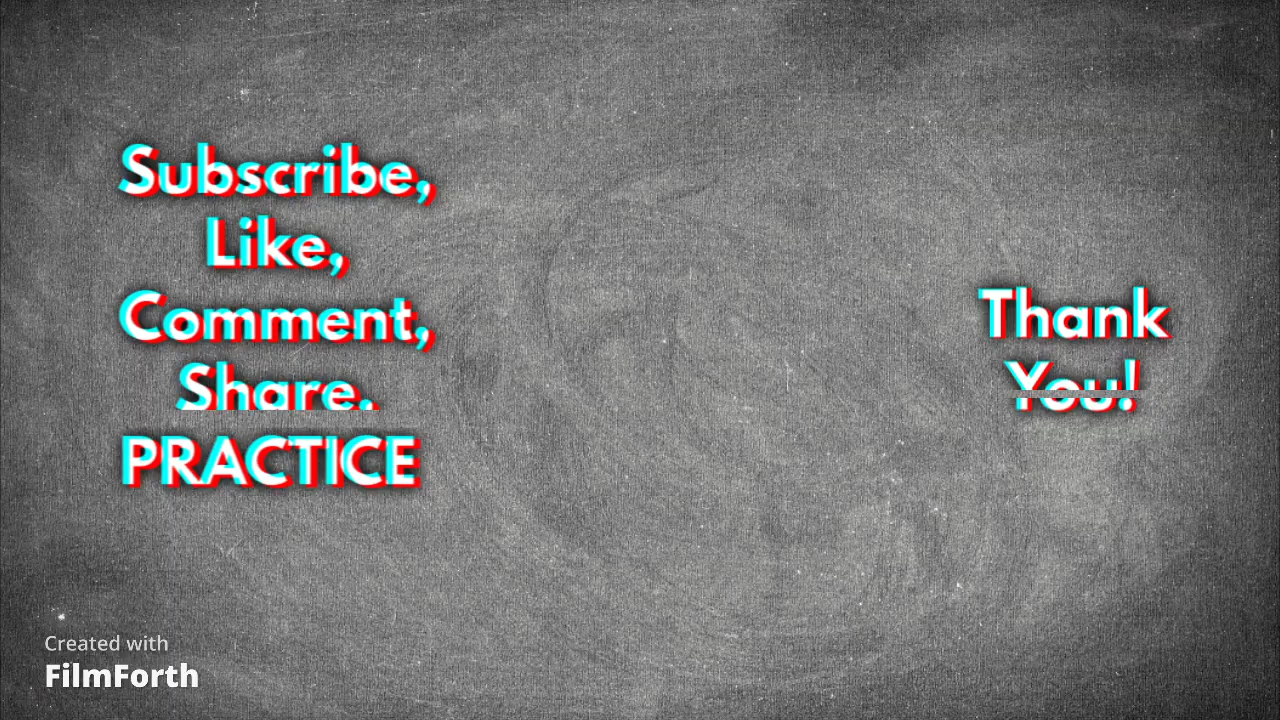 Subscribe,
Like,
Comment,
Share.
PRACTICE
Thank
You!
Created with
FilmForth